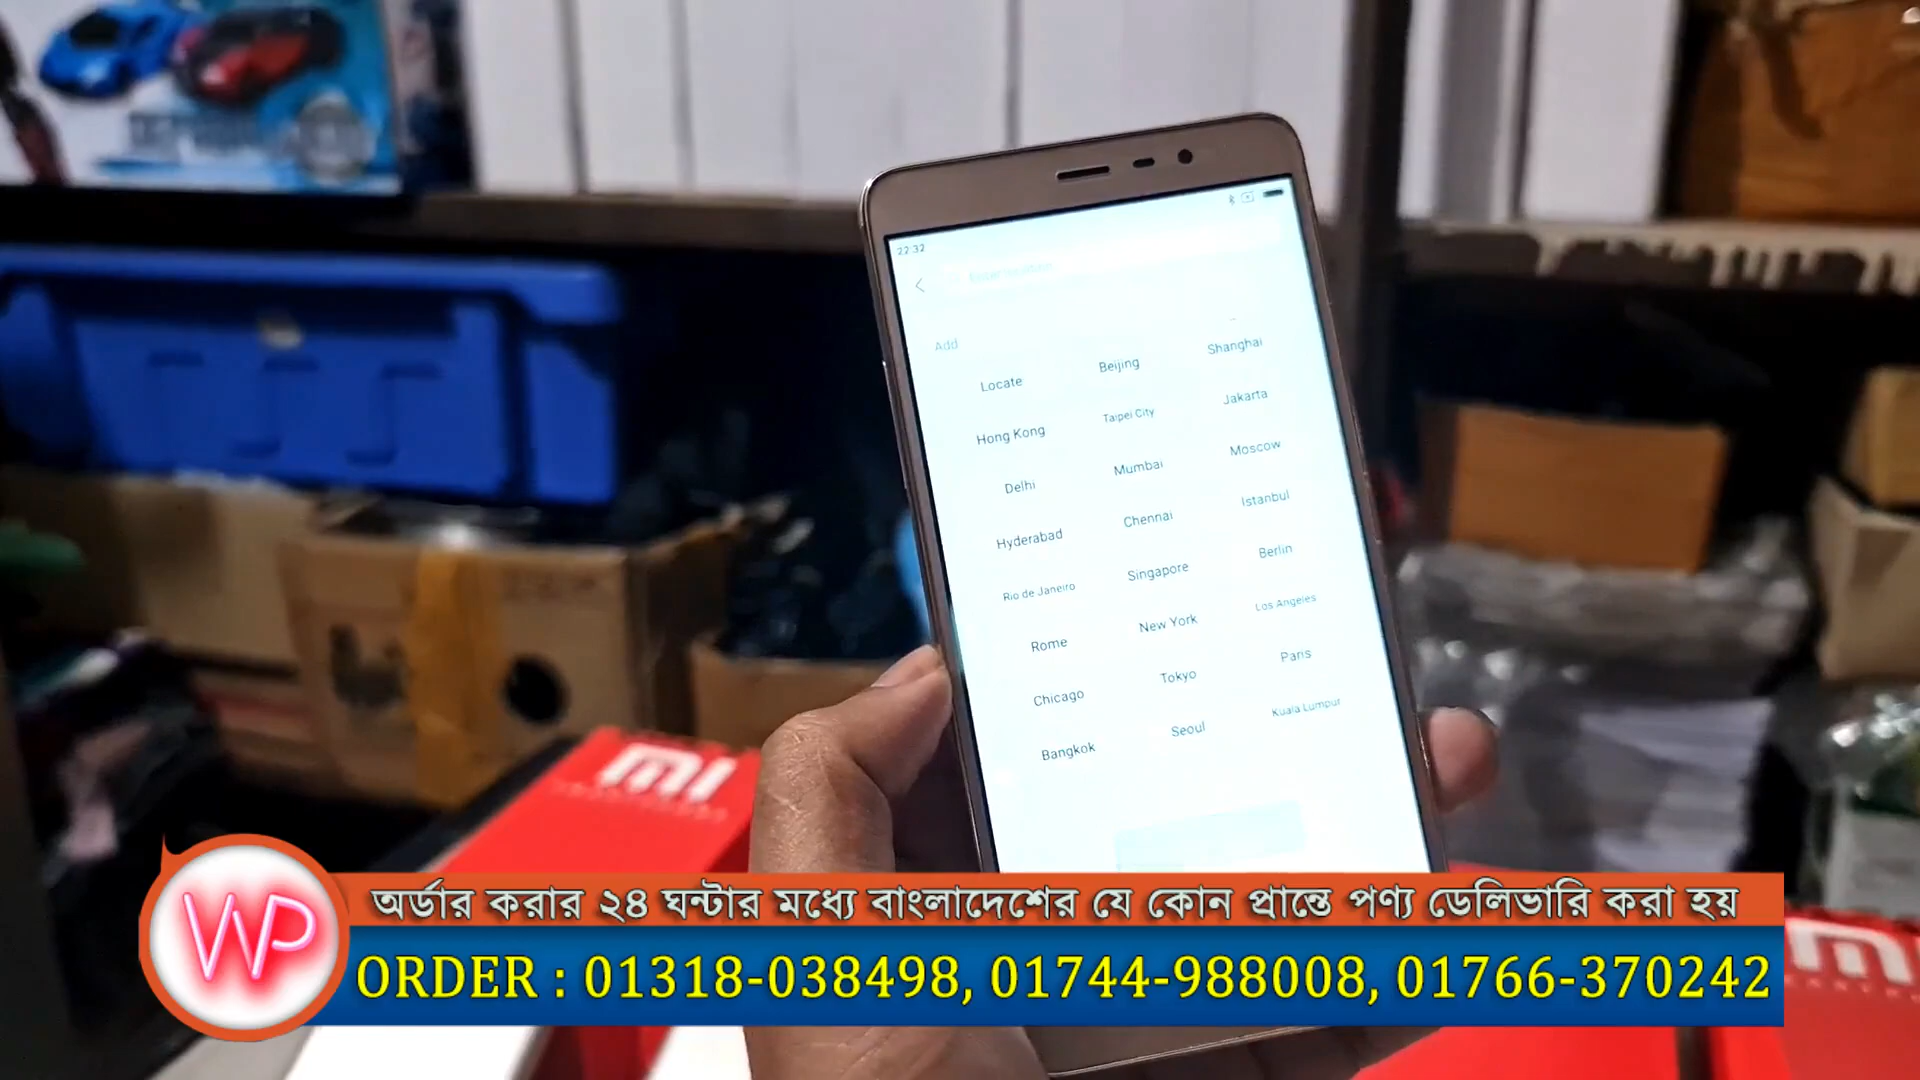 22:32
Add
Locate Beijing Shanghai
Hong Kong Taipei City Jakarta
Delhi Mumbai Moscow
Hyderabad Chennai Istanbul
Rio de Janeiro Singapore Berlin
Rome New York Los Angeles
Chicago Tokyo Paris
Bangkok Seoul Kuala Lumpur
mi
WP
অর্ডার করার ২৪ ঘন্টার মধ্যে বাংলাদেশের যে কোন প্রান্তে পণ্য ডেলিভারি করা হয়
ORDER : 01318-038498, 01744-988008, 01766-370242
mi